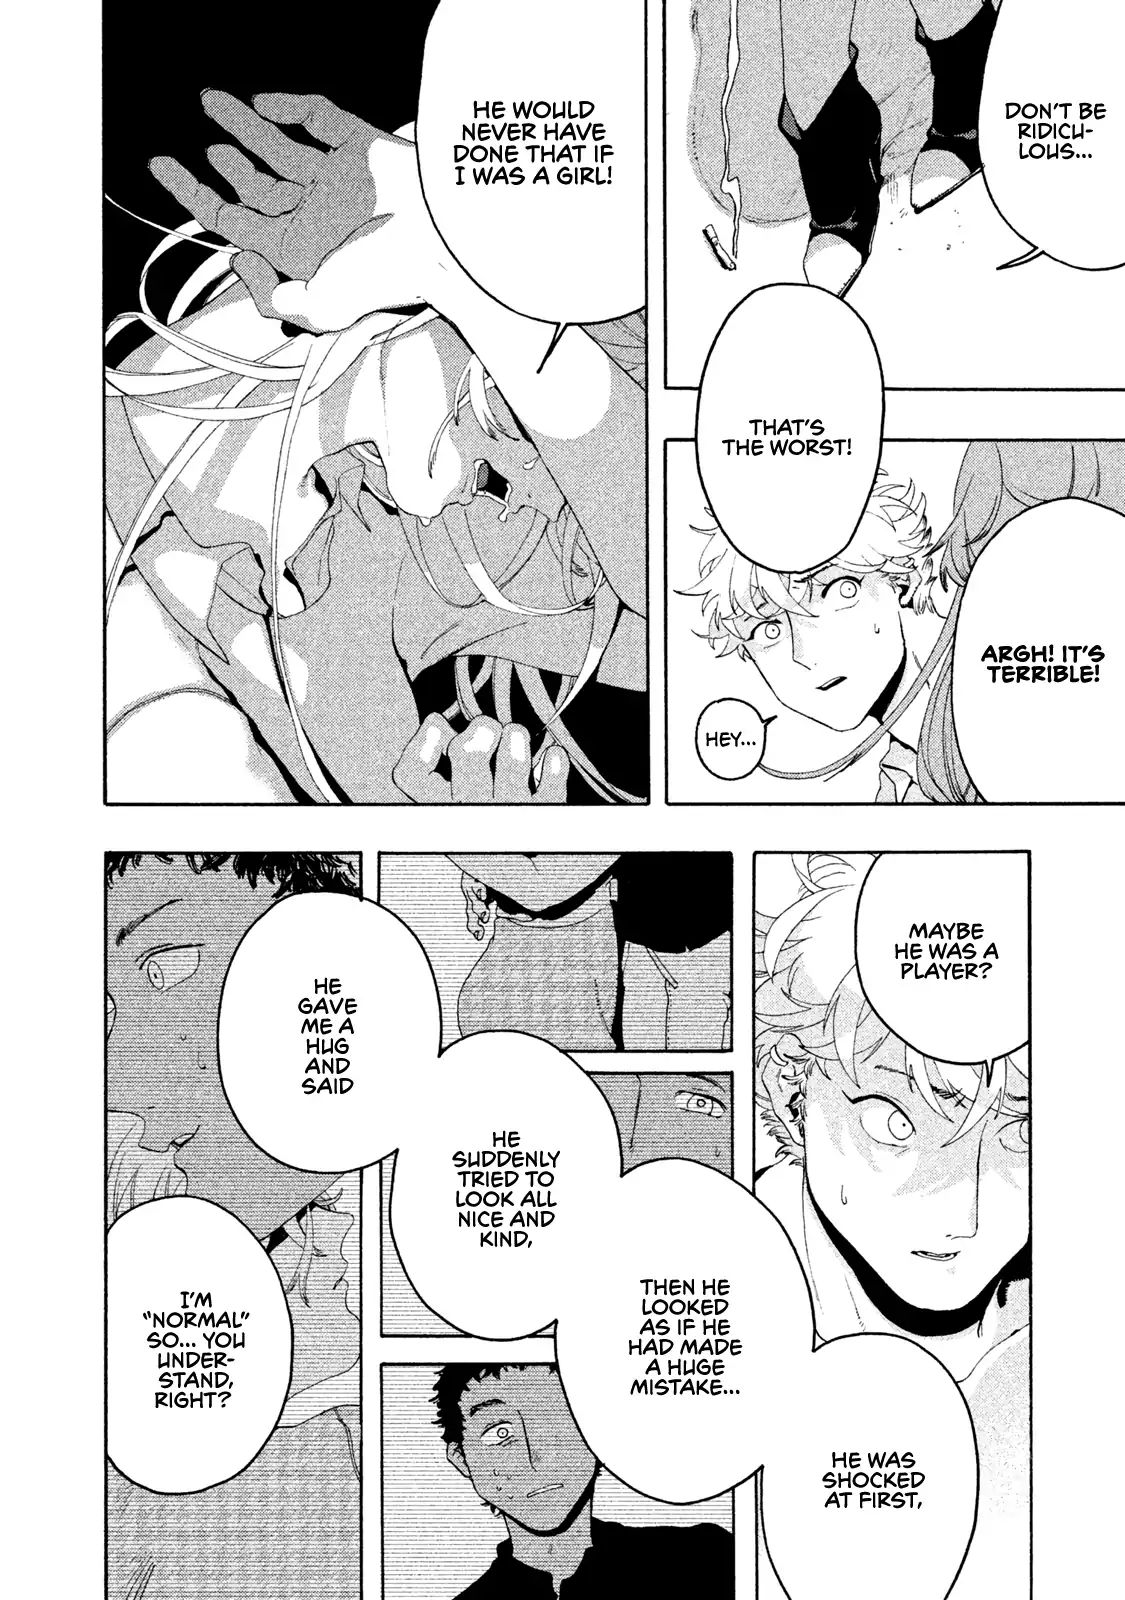 DON'T BE
RIDICU-
LOUS...
HE WOULD
NEVER HAVE
DONE THAT IF
I WAS A GIRL!
ARGH! IT'S
TERRIBLE!
THAT'S
THE WORST!
HEY...
MAYBE
HE WAS A
PLAYER?
HE WAS
SHOCKED
AT FIRST,
THEN HE
LOOKED
AS IF HE
HAD MADE
A HUGE
MISTAKE...
HE
SUDDENLY
TRIED TO
LOOK ALL
NICE AND
KIND,
HE
GAVE
ME A
HUG
AND
SAID
I'M
"NORMAL"
SO... YOU
UNDER-
STAND,
RIGHT?